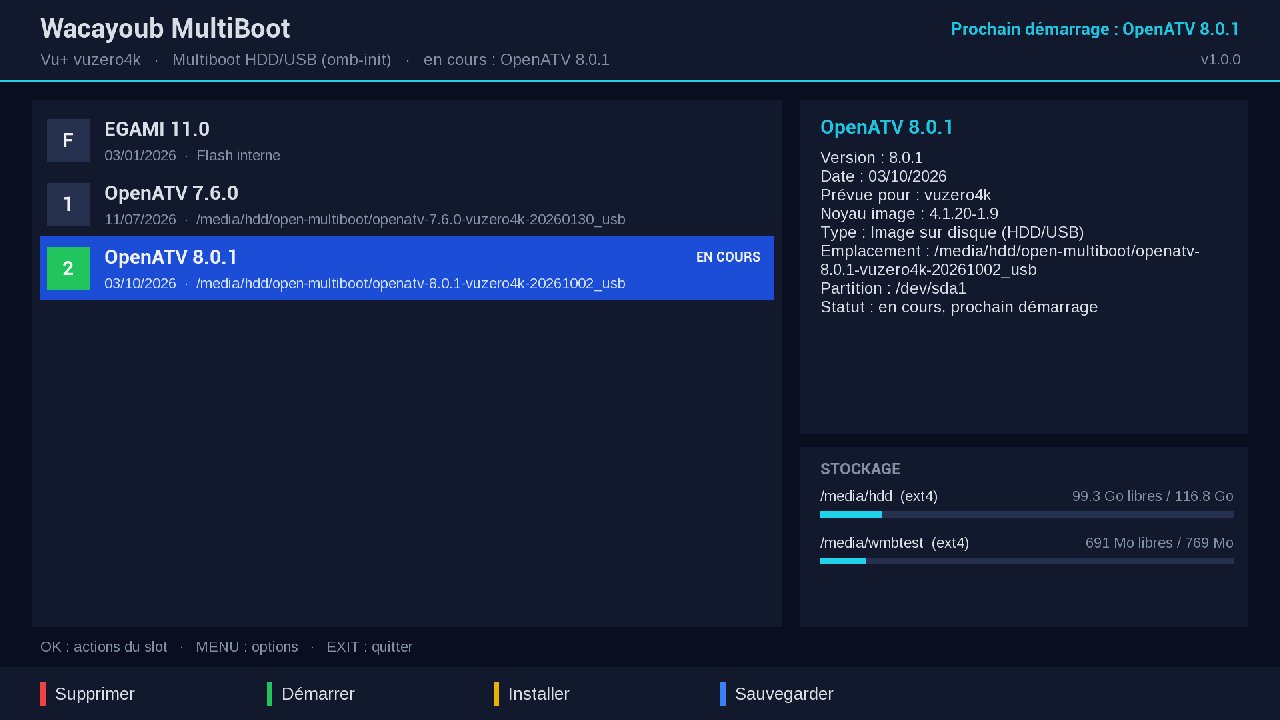 Wacayoub MultiBoot
Prochain démarrage : OpenATV 8.0.1
Vu+ vuzero4k · Multiboot HDD/USB (omb-init) · en cours : OpenATV 8.0.1
v1.0.0
F
EGAMI 11.0
03/01/2026 · Flash interne
1
OpenATV 7.6.0
11/07/2026 · /media/hdd/open-multiboot/openatv-7.6.0-vuzero4k-20260130_usb
2
OpenATV 8.0.1
EN COURS
03/10/2026 · /media/hdd/open-multiboot/openatv-8.0.1-vuzero4k-20261002_usb
OpenATV 8.0.1
Version : 8.0.1
Date : 03/10/2026
Prévue pour : vuzero4k
Noyau image : 4.1.20-1.9
Type : Image sur disque (HDD/USB)
Emplacement : /media/hdd/open-multiboot/openatv-
8.0.1-vuzero4k-20261002_usb
Partition : /dev/sda1
Statut : en cours, prochain démarrage
STOCKAGE
/media/hdd (ext4)
99.3 Go libres / 116.8 Go
/media/wmbtest (ext4)
691 Mo libres / 769 Mo
OK : actions du slot · MENU : options · EXIT : quitter
Supprimer
Démarrer
Installer
Sauvegarder